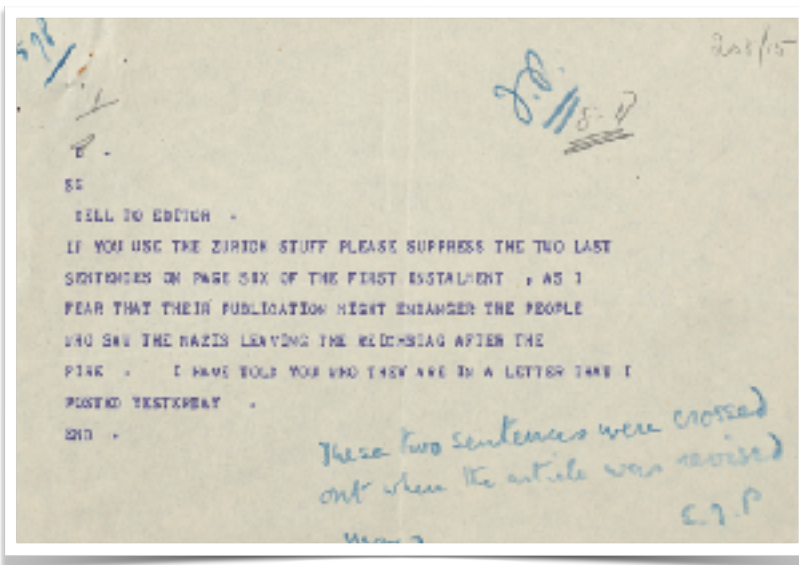 208/15
SS
DELL TO EDITOR .
IF YOU USE THE ZURICH STUFF PLEASE SUPPRESS THE TWO LAST
SENTENCES ON PAGE SIX OF THE FIRST INSTALMENT , AS I
FEAR THAT THEIR PUBLICATION MIGHT ENDANGER THE PEOPLE
WHO SAW THE NAZIS LEAVING THE REICHSTAG AFTER THE
FIRE . I HAVE TOLD YOU WHO THEY ARE IN A LETTER THAT I
POSTED YESTERDAY .
END .
These two sentences were crossed
out when the article was revised